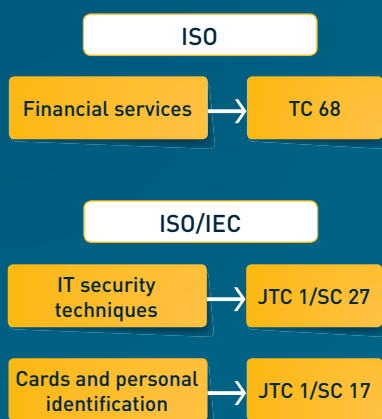 ISO
Financial services
TC 68
ISO/IEC
IT security
techniques
JTC 1/SC 27
Cards and personal
identification
JTC 1/SC 17